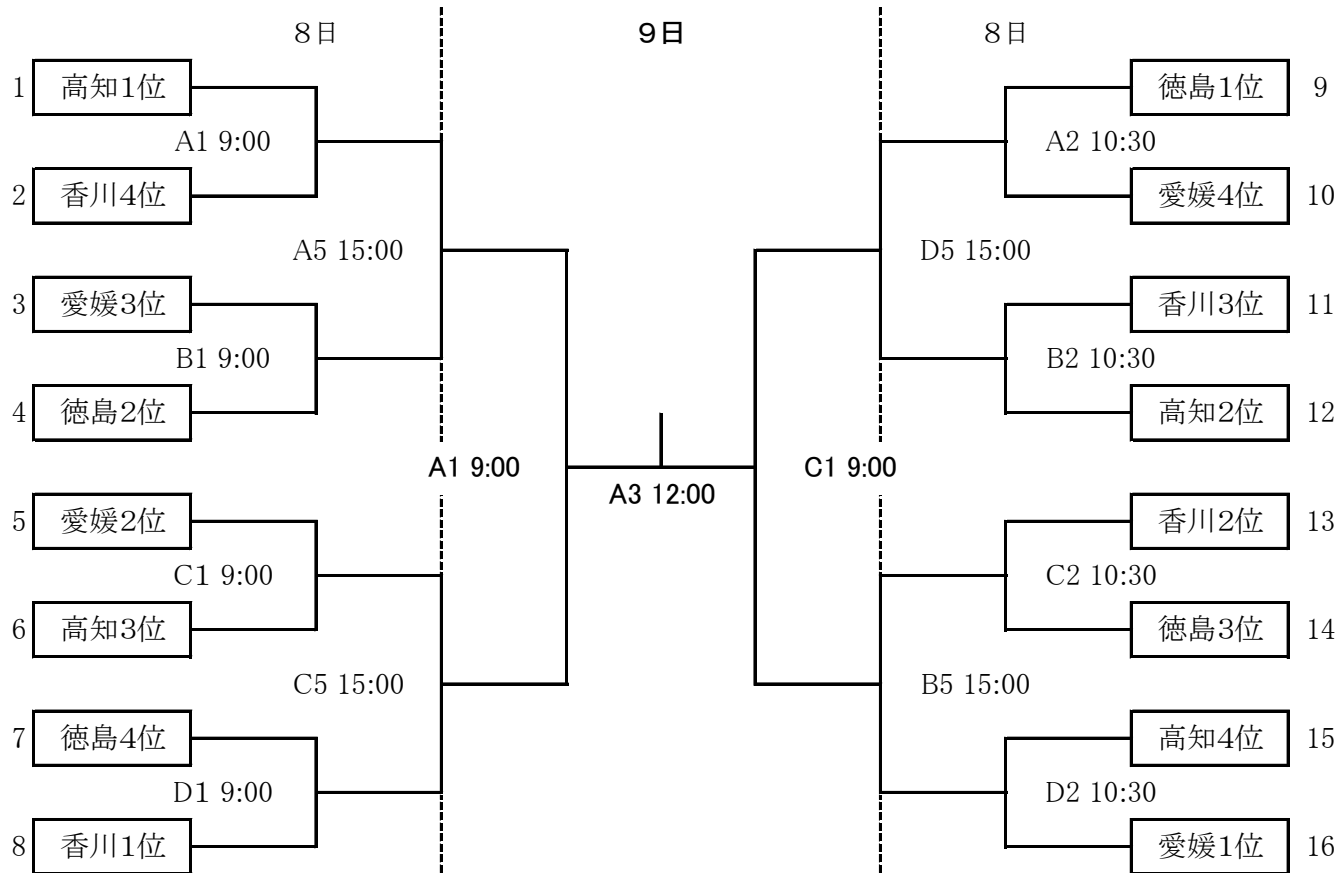 ８日 ９日 ８日
1 高知１位 徳島１位 9
A1 9:00 A2 10:30
2 香川４位 愛媛４位 10
A5 15:00 D5 15:00
3 愛媛３位 香川３位 11
B1 9:00 B2 10:30
4 徳島２位 高知２位 12
A1 9:00 C1 9:00
A3 12:00
5 愛媛２位 香川２位 13
C1 9:00 C2 10:30
6 高知３位 徳島３位 14
C5 15:00 B5 15:00
7 徳島４位 高知４位 15
D1 9:00 D2 10:30
8 香川１位 愛媛１位 16